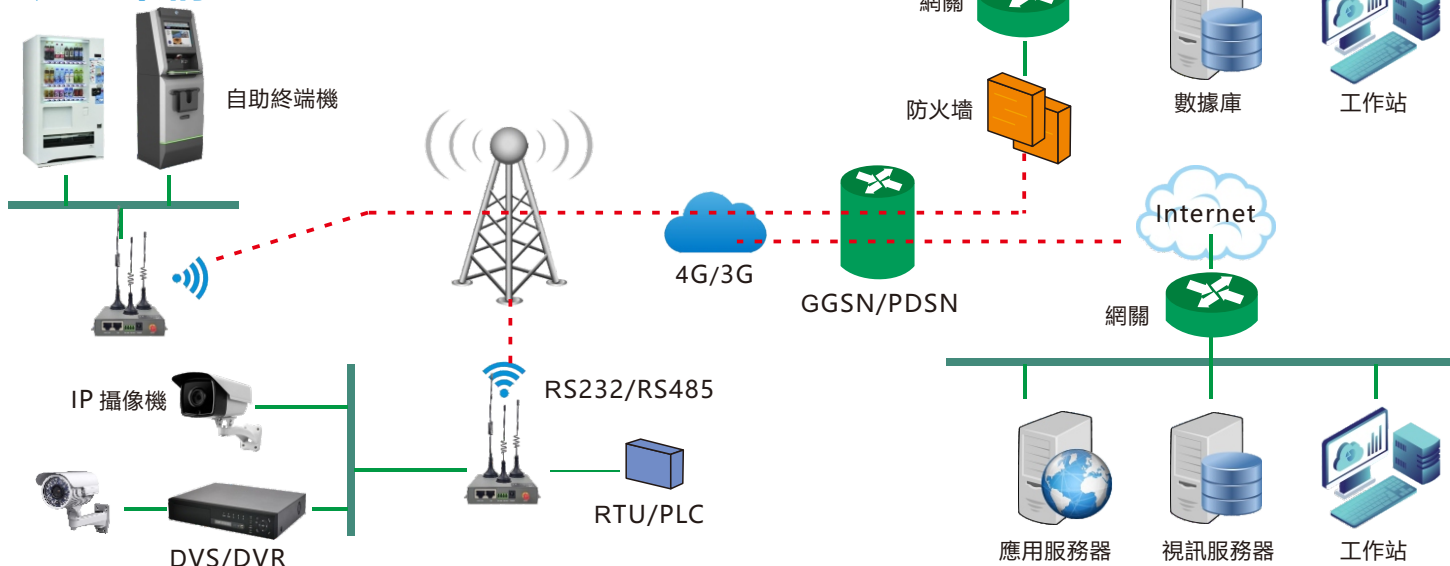 網關
自助終端機
數據庫
工作站
防火墻
Internet
4G/3G
GGSN/PDSN
網關
RS232/RS485
IP 攝像機
RTU/PLC
DVS/DVR
應用服務器
視訊服務器
工作站